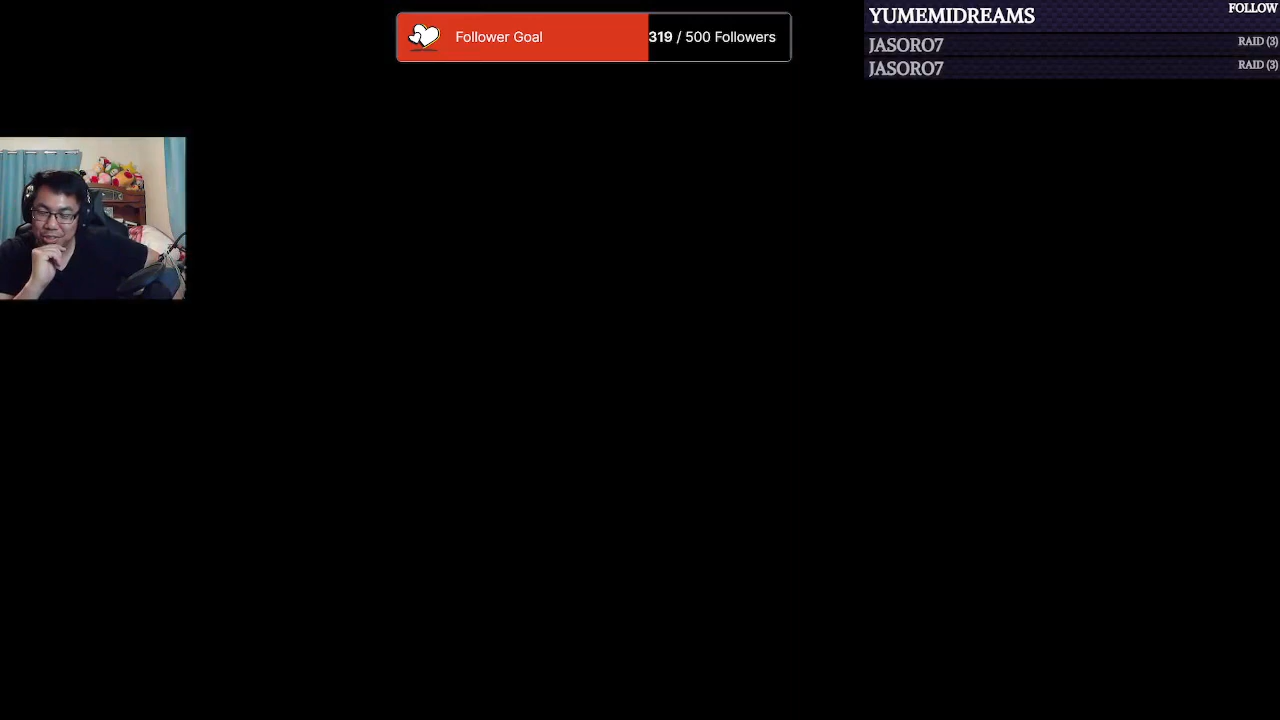 Follower Goal 319 / 500 Followers
YUMEMIDREAMS FOLLOW
JASORO7 RAID (3)
JASORO7 RAID (3)